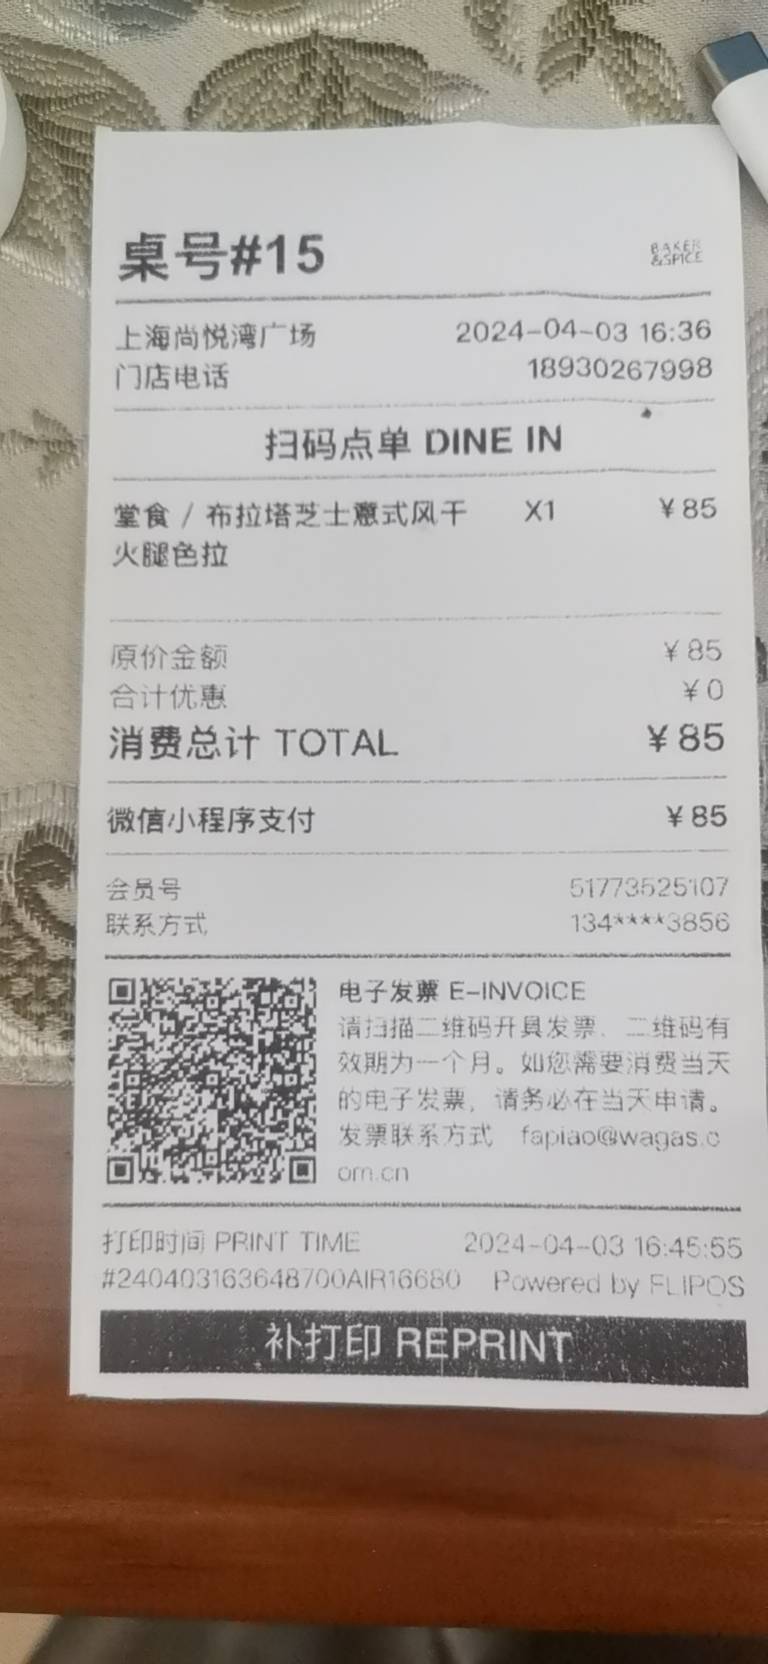 桌号#15
BAKER
&SPICE
上海尚悦湾广场 2024-04-03 16:36
门店电话 18930267998
扫码点单 DINE IN
堂食 / 布拉塔芝士意式风干 X1 ¥85
火腿色拉
原价金额 ¥85
合计优惠 ¥0
消费总计 TOTAL ¥85
微信小程序支付 ¥85
会员号 51773525107
联系方式 134****3856
电子发票 E-INVOICE
请扫描二维码开具发票、二维码有
效期为一个月。如您需要消费当天
的电子发票，请务必在当天申请。
发票联系方式 fapiao@wagas.c
om.cn
打印时间 PRINT TIME 2024-04-03 16:45:55
#240403163648700AIR16680 Powered by FLIPOS
补打印 REPRINT